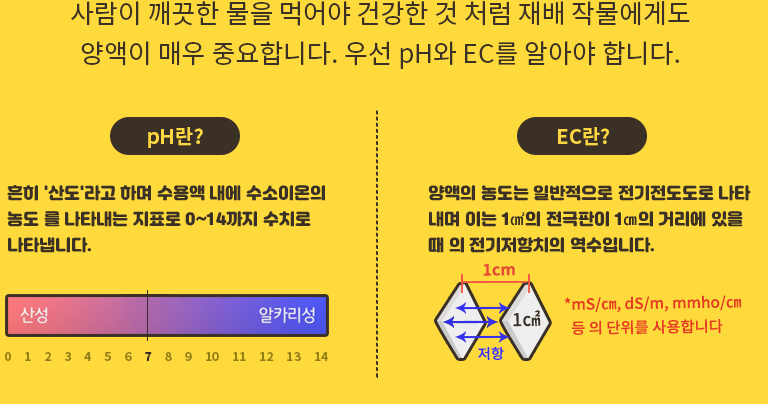 사람이 깨끗한 물을 먹어야 건강한 것 처럼 재배 작물에게도
양액이 매우 중요합니다. 우선 pH와 EC를 알아야 합니다.
pH란?
흔히 '산도'라고 하며 수용액 내에 수소이온의
농도 를 나타내는 지표로 0~14까지 수치로
나타냅니다.
산성 알카리성
0 1 2 3 4 5 6 7 8 9 10 11 12 13 14
EC란?
양액의 농도는 일반적으로 전기전도도로 나타
내며 이는 1㎠의 전극판이 1㎝의 거리에 있을
때 의 전기저항치의 역수입니다.
1cm
1㎠
저항
*mS/㎝, dS/m, mmho/㎝
등 의 단위를 사용합니다